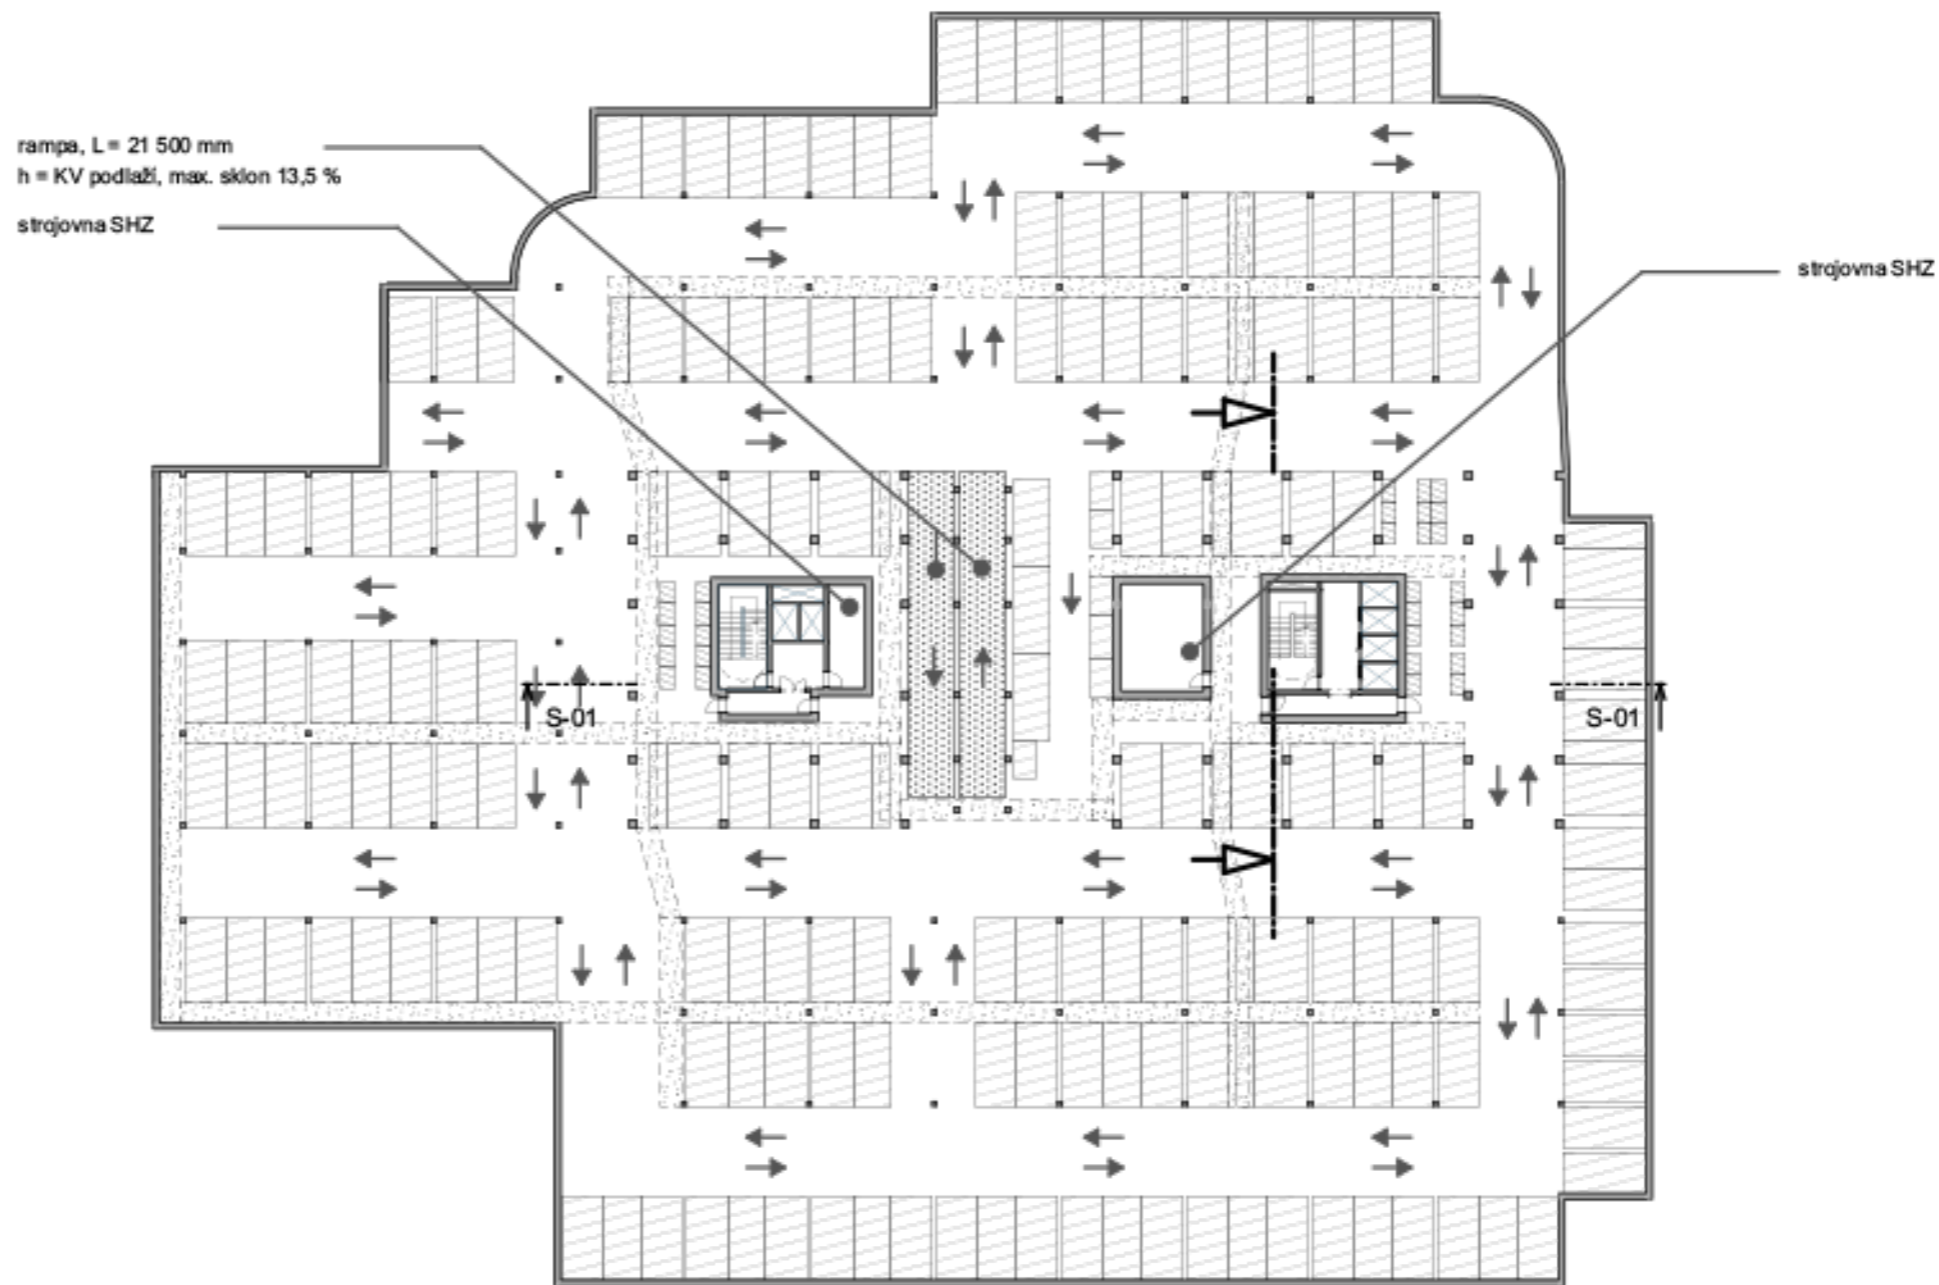 rampa, L = 21 500 mm
h = KV podlaží, max. sklon 13,5 %
strojovna SHZ
strojovna SHZ
S-01
S-01